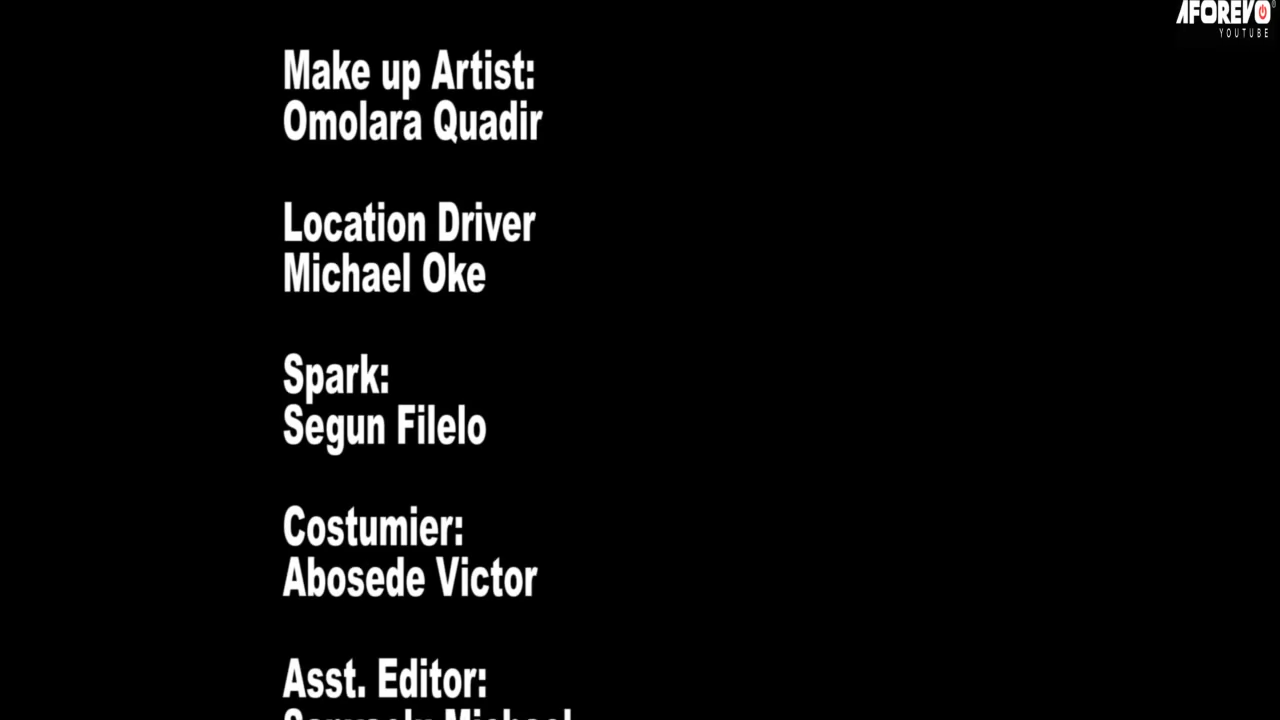 AFOREVO
YOUTUBE
Make up Artist:
Omolara Quadir
Location Driver
Michael Oke
Spark:
Segun Filelo
Costumier:
Abosede Victor
Asst. Editor:
Michael